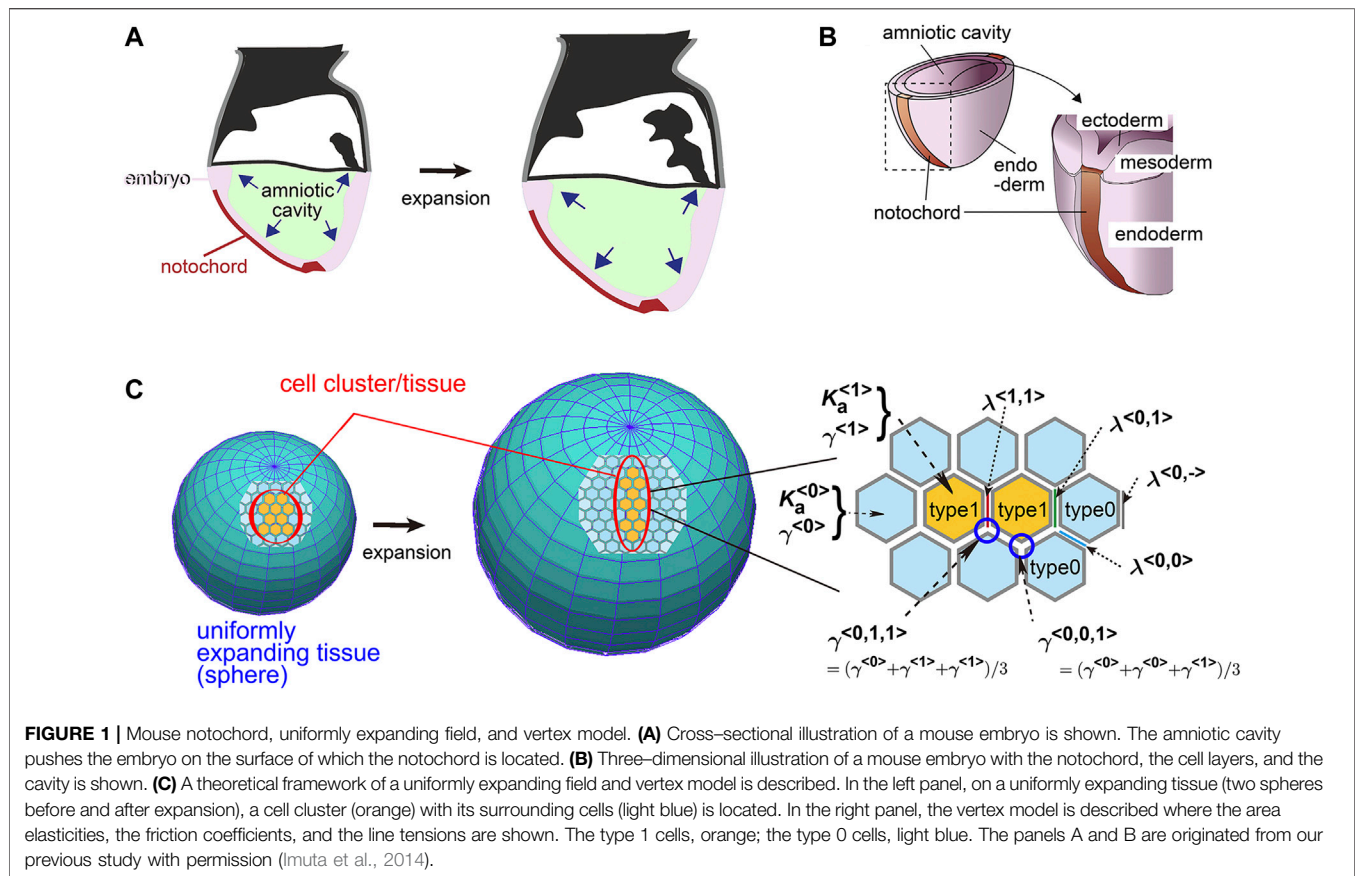 A
embryo
amniotic
cavity
notochord
expansion
B
amniotic cavity
endo
-derm
notochord
ectoderm
mesoderm
endoderm
C
cell cluster/tissue
expansion
uniformly
expanding tissue
(sphere)
Ka<1>
γ<1>
Ka<0>
γ<0>
λ<1,1>
λ<0,1>
λ<0,->
λ<0,0>
type1 type1 type0
type0
γ<0,1,1>
= (γ<0>+γ<1>+γ<1>)/3
γ<0,0,1>
= (γ<0>+γ<0>+γ<1>)/3
FIGURE 1 | Mouse notochord, uniformly expanding field, and vertex model. (A) Cross–sectional illustration of a mouse embryo is shown. The amniotic cavity
pushes the embryo on the surface of which the notochord is located. (B) Three–dimensional illustration of a mouse embryo with the notochord, the cell layers, and the
cavity is shown. (C) A theoretical framework of a uniformly expanding field and vertex model is described. In the left panel, on a uniformly expanding tissue (two spheres
before and after expansion), a cell cluster (orange) with its surrounding cells (light blue) is located. In the right panel, the vertex model is described where the area
elasticities, the friction coefficients, and the line tensions are shown. The type 1 cells, orange; the type 0 cells, light blue. The panels A and B are originated from our
previous study with permission (Imuta et al., 2014).